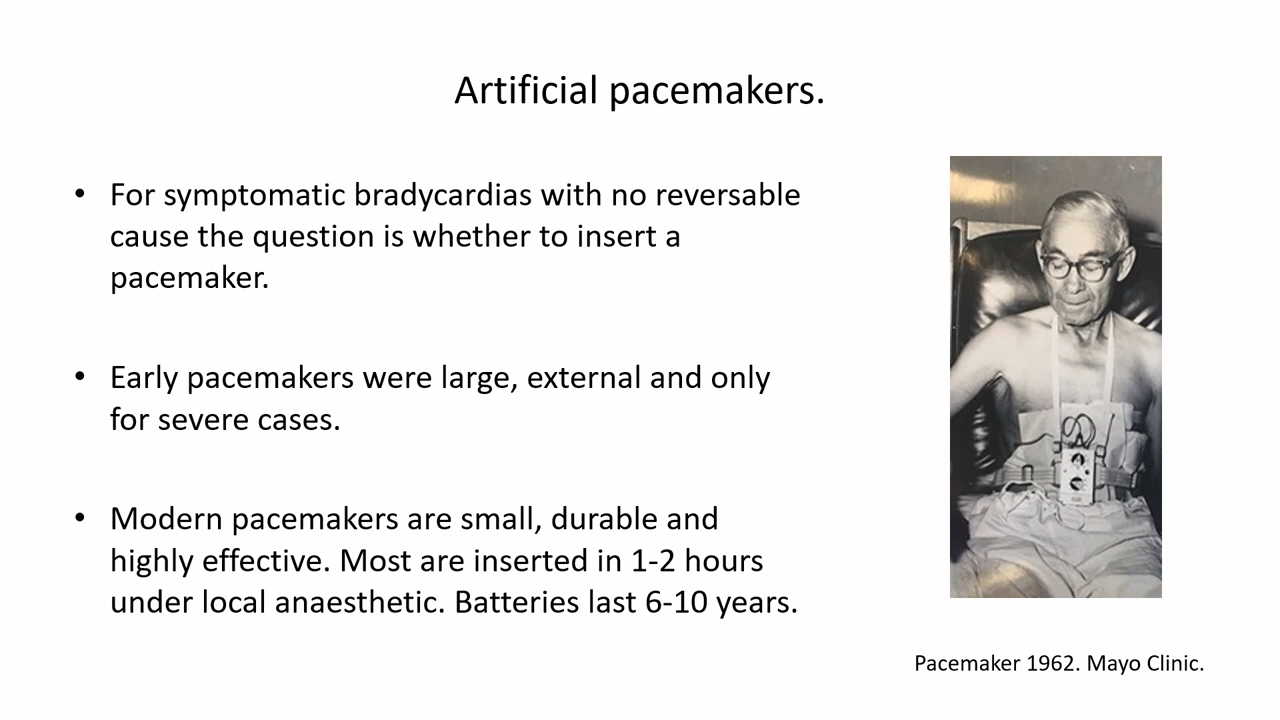 Artificial pacemakers.
• For symptomatic bradycardias with no reversable
cause the question is whether to insert a
pacemaker.
• Early pacemakers were large, external and only
for severe cases.
• Modern pacemakers are small, durable and
highly effective. Most are inserted in 1-2 hours
under local anaesthetic. Batteries last 6-10 years.
Pacemaker 1962. Mayo Clinic.